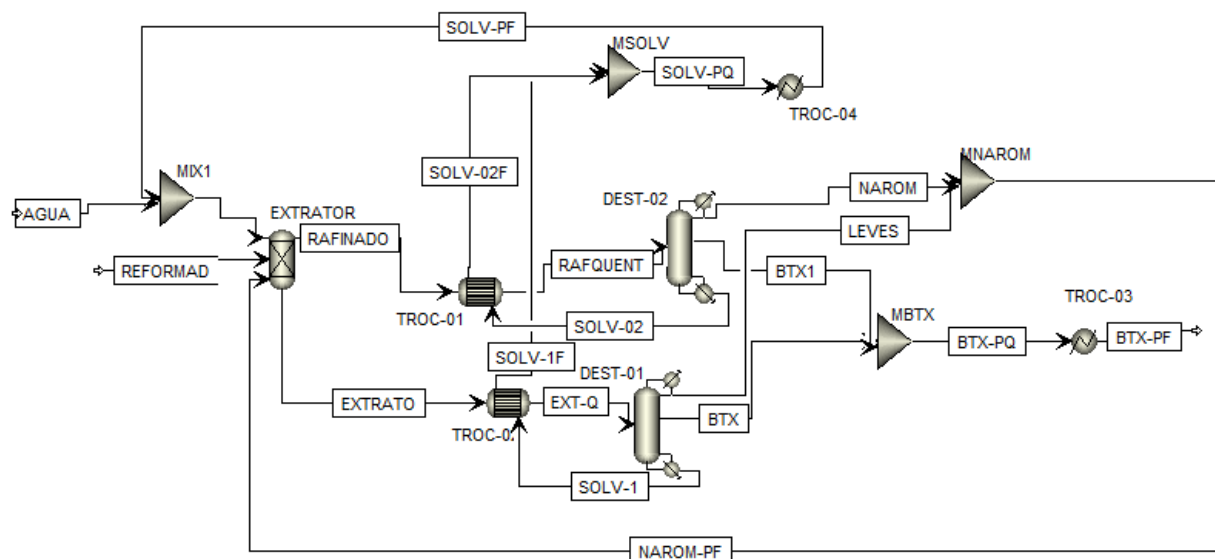 SOLV-PF
MSOLV
SOLV-PQ
TROC-04
SOLV-02F
MIX1
MNAROM
AGUA
EXTRATOR
DEST-02
NAROM
RAFINADO
LEVES
REFORMAD
RAFQUENT
BTX1
TROC-03
TROC-01
SOLV-02
MBTX
BTX-PQ
BTX-PF
SOLV-1F
DEST-01
EXTRATO
EXT-Q
BTX
SOLV-1
NAROM-PF